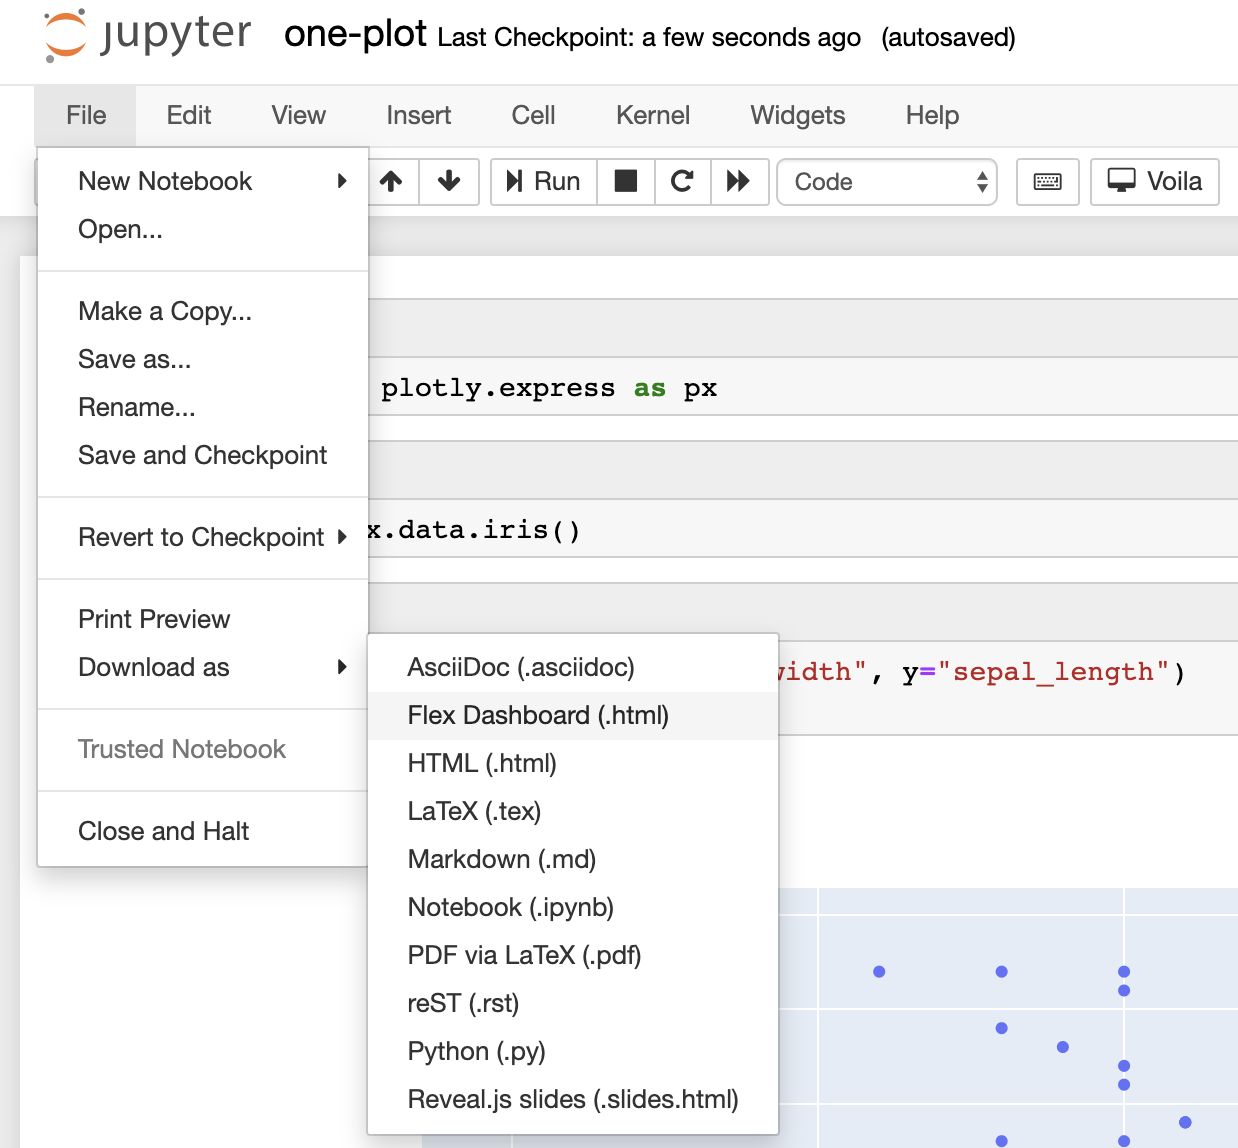 jupyter one-plot Last Checkpoint: a few seconds ago (autosaved)
File Edit View Insert Cell Kernel Widgets Help
Run Code Voila
New Notebook
Open...
Make a Copy...
Save as...
Rename...
Save and Checkpoint
Revert to Checkpoint
Print Preview
Download as
Trusted Notebook
Close and Halt
plotly.express as px
x.data.iris()
width", y="sepal_length")
AsciiDoc (.asciidoc)
Flex Dashboard (.html)
HTML (.html)
LaTeX (.tex)
Markdown (.md)
Notebook (.ipynb)
PDF via LaTeX (.pdf)
reST (.rst)
Python (.py)
Reveal.js slides (.slides.html)